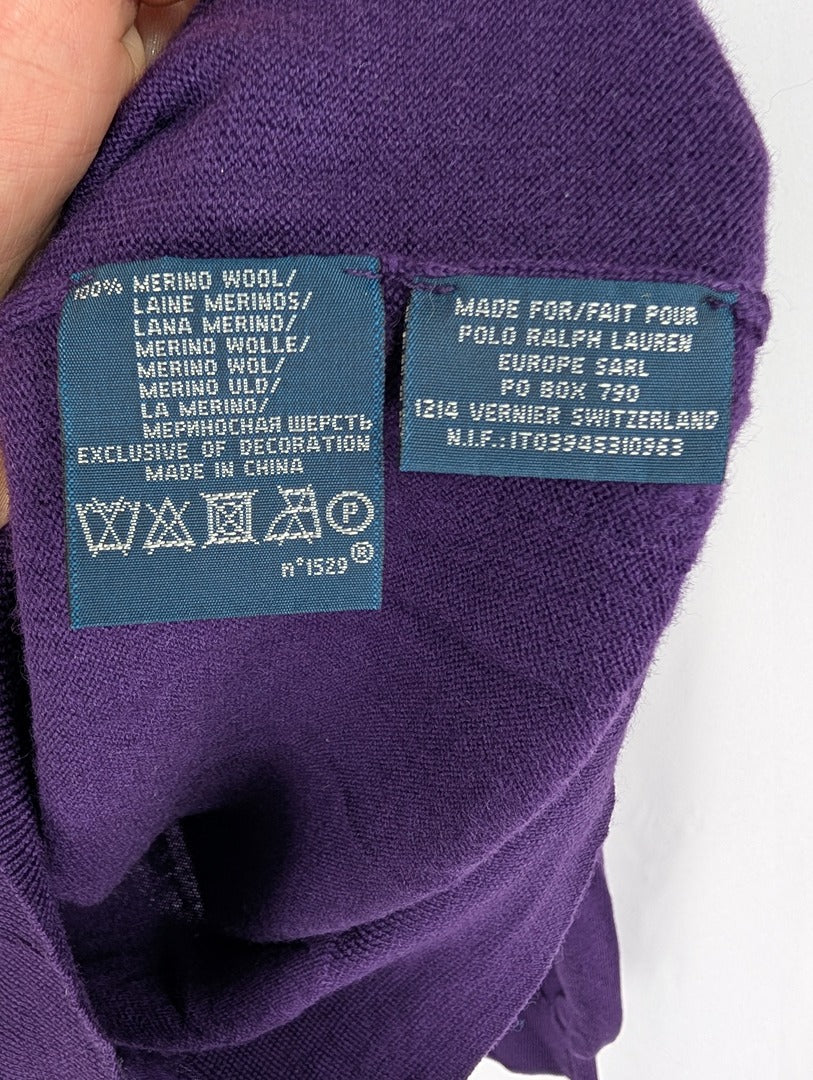 100% MERINO WOOL/
LAINE MERINOS/
LANA MERINO/
MERINO WOLLE/
MERINO WOL/
MERINO ULD/
LA MERINO/
МЕРИНОСНАЯ ШЕРСТЬ
EXCLUSIVE OF DECORATION
MADE IN CHINA
P
n°1529 ®
MADE FOR/FAIT POUR
POLO RALPH LAUREN
EUROPE SARL
PO BOX 790
1214 VERNIER SWITZERLAND
N.I.F.:IT03945310963